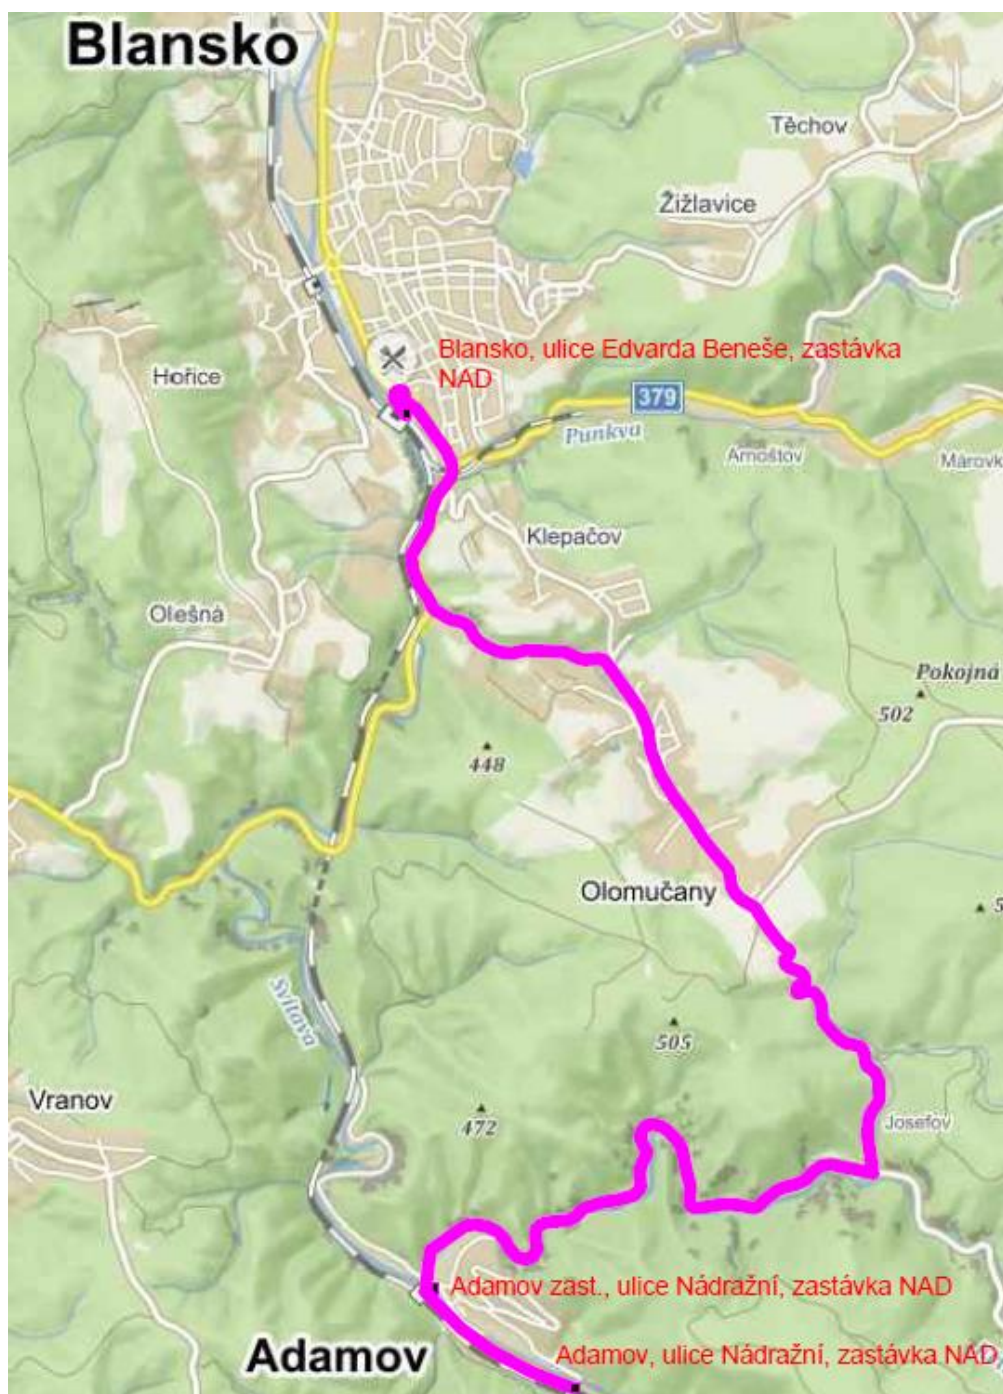 Blansko
Těchov
Žižlavice
Blansko, ulice Edvarda Beneše, zastávka
NAD
Hořice
379
Punkva
Arnoštov
Márovk
Klepačov
Olešná
Pokojná
502
448
Olomučany
5
Svitava
505
Vranov
472
Josefov
Adamov zast., ulice Nádražní, zastávka NAD
Adamov
Adamov, ulice Nádražní, zastávka NAD